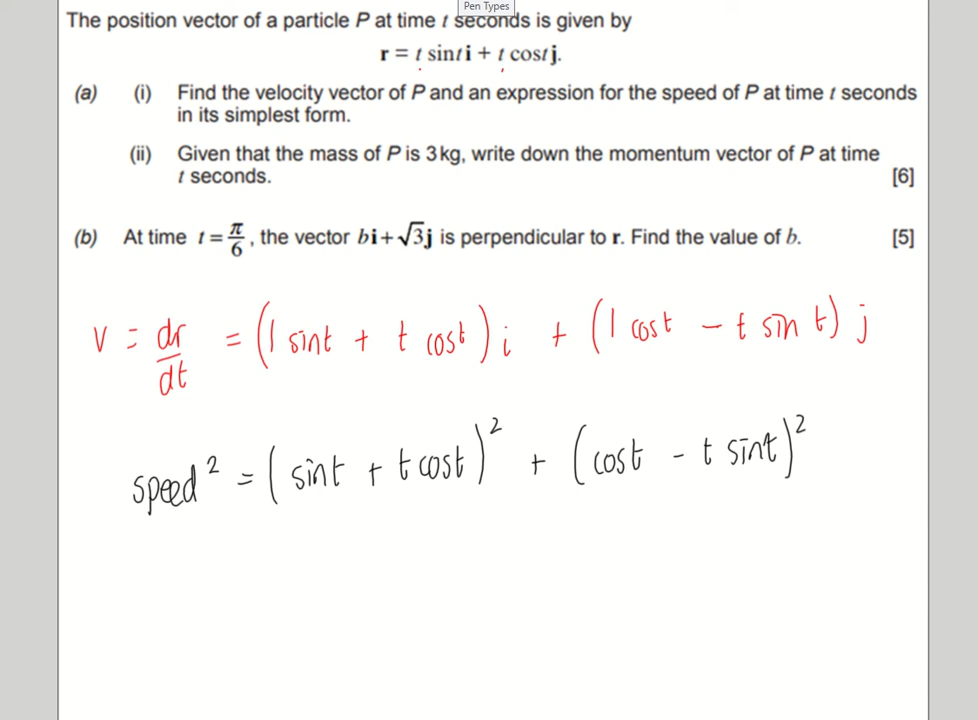 Pen Types
The position vector of a particle P at time t seconds is given by
r = t sint i + t cost j.
(a) (i) Find the velocity vector of P and an expression for the speed of P at time t seconds
in its simplest form.
(ii) Given that the mass of P is 3 kg, write down the momentum vector of P at time
t seconds. [6]
(b) At time t = π/6, the vector bi + √3j is perpendicular to r. Find the value of b. [5]
v = dr/dt = (1 sint + t cost) i + (1 cost - t sin t) j
speed² = (sint + t cost)² + (cost - t sint)²